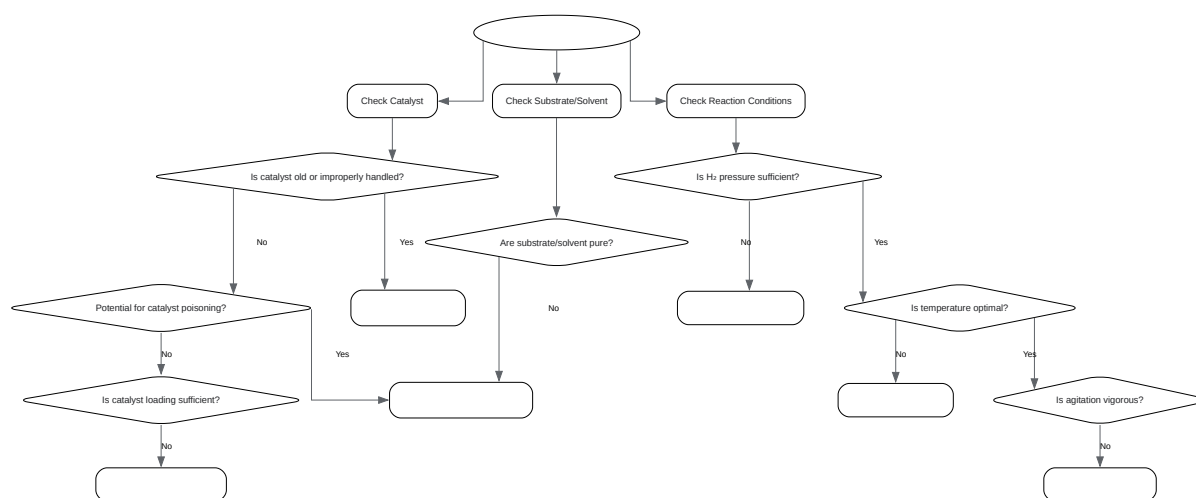 Check Catalyst
Check Substrate/Solvent
Check Reaction Conditions
Is catalyst old or improperly handled?
Is H₂ pressure sufficient?
No
Yes
Are substrate/solvent pure?
No
Yes
Potential for catalyst poisoning?
No
Is temperature optimal?
No
Yes
No
Yes
Is catalyst loading sufficient?
Is agitation vigorous?
No
No